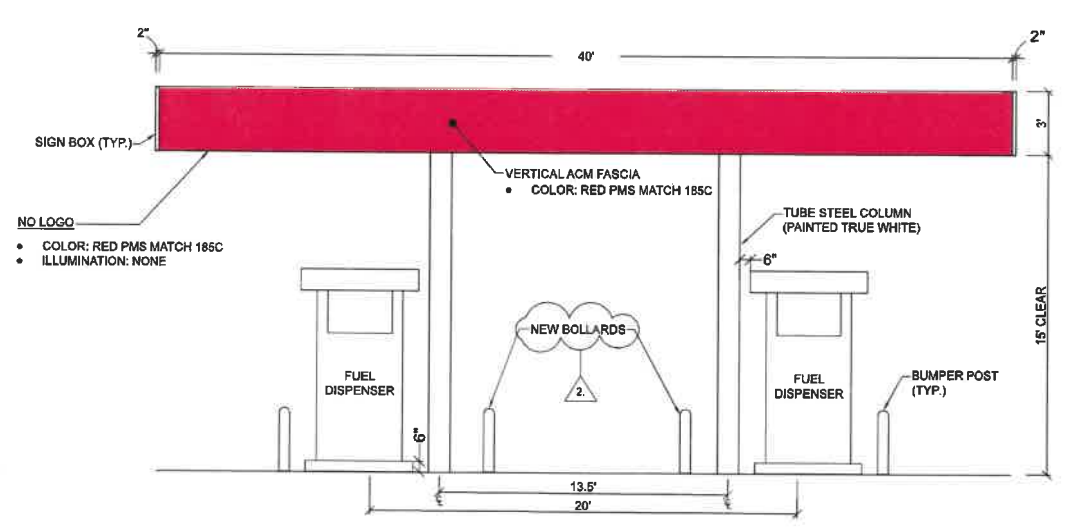 2"
40'
2"
3'
SIGN BOX (TYP.)
VERTICAL ACM FASCIA
• COLOR: RED PMS MATCH 185C
NO LOGO
• COLOR: RED PMS MATCH 185C
• ILLUMINATION: NONE
TUBE STEEL COLUMN
(PAINTED TRUE WHITE)
6"
15' CLEAR
NEW BOLLARDS
2.
FUEL
DISPENSER
FUEL
DISPENSER
BUMPER POST
(TYP.)
6"
13.5'
20'